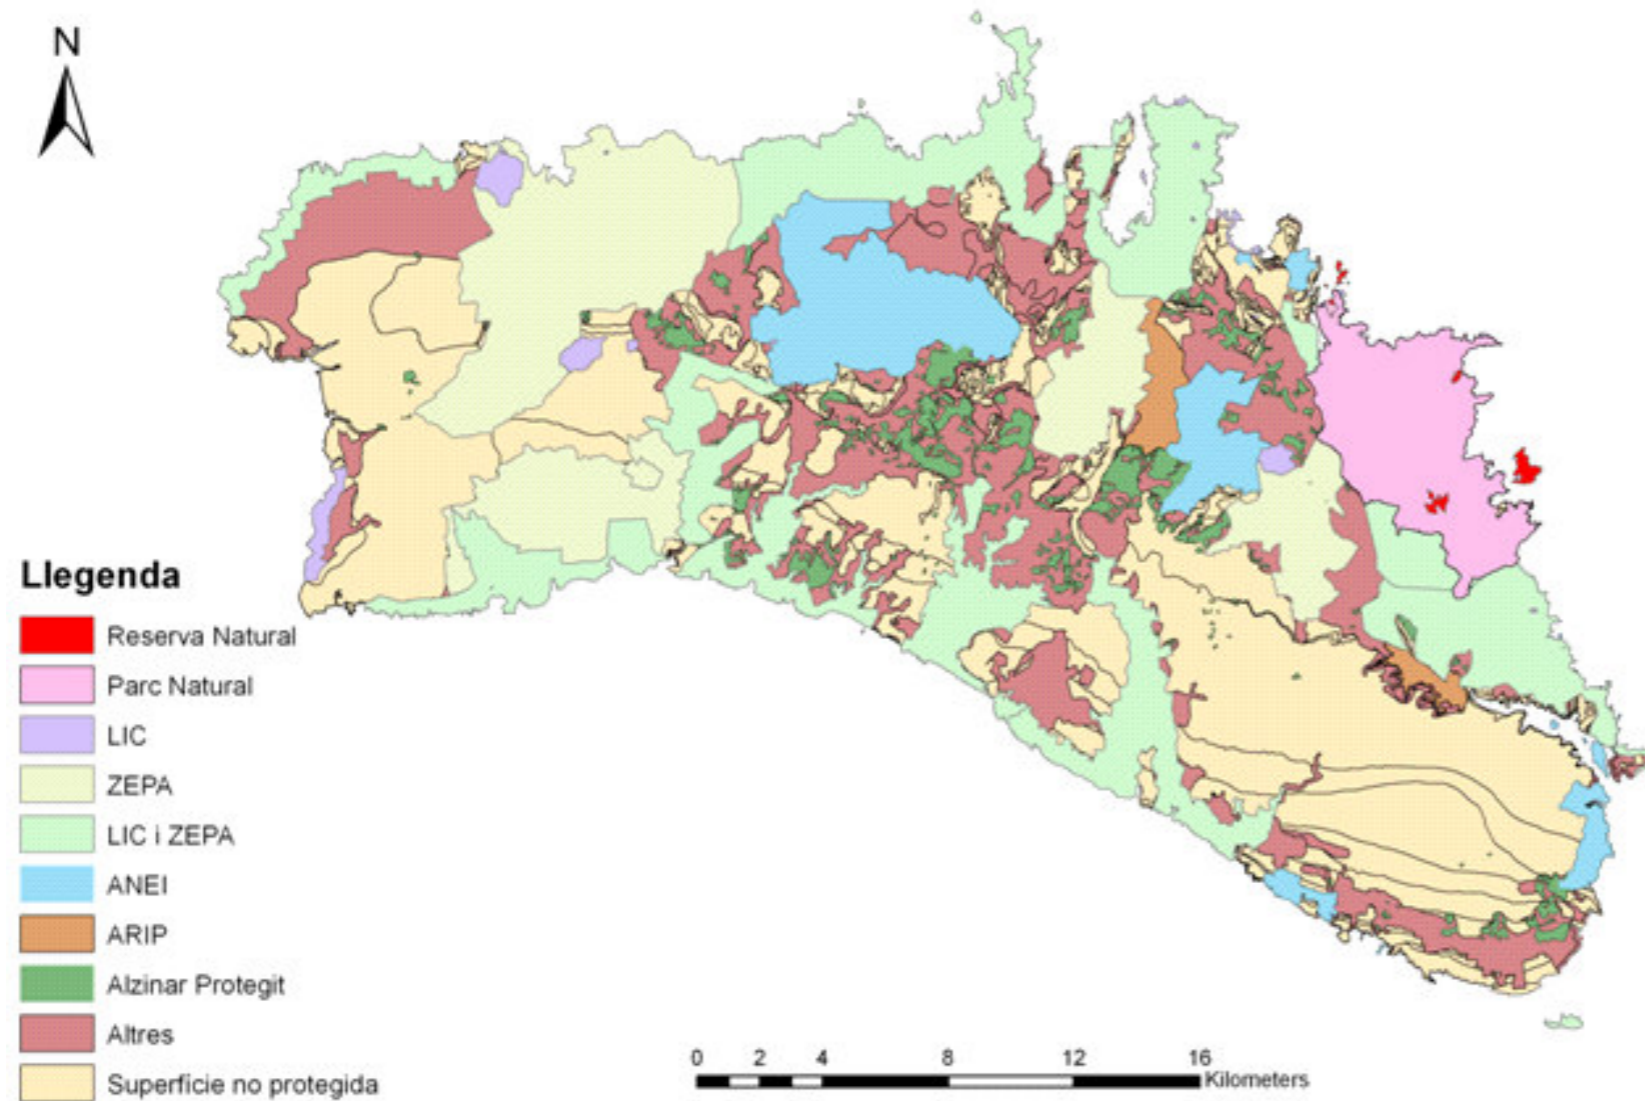 N
Llegenda
Reserva Natural
Parc Natural
LIC
ZEPA
LIC i ZEPA
ANEI
ARIP
Alzinar Protegit
Altres
Superfície no protegida
0 2 4 8 12 16
Kilometers